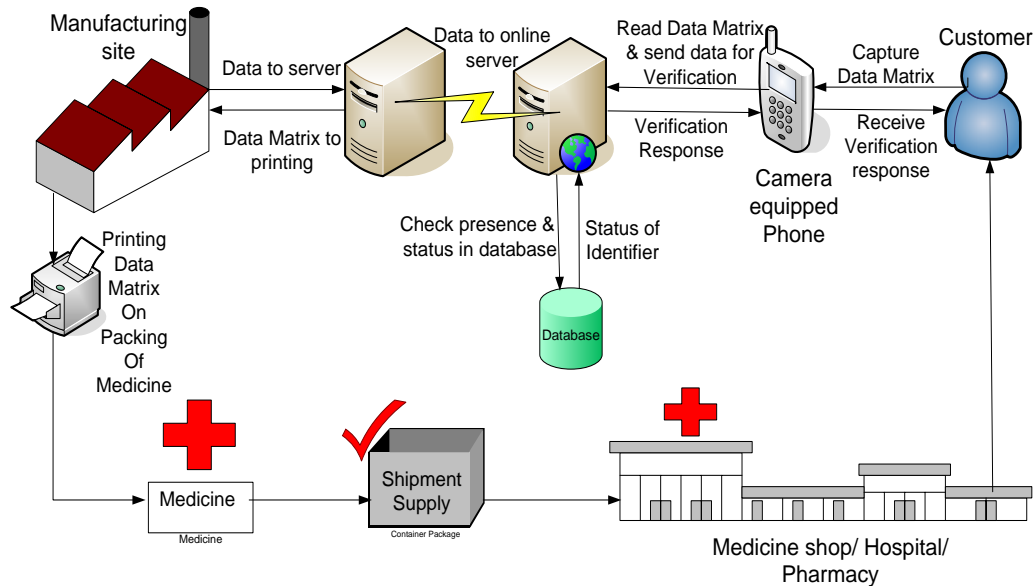 Manufacturing
site
Data to server
Data Matrix to
printing
Data to online
server
Read Data Matrix
& send data for
Verification
Verification
Response
Capture
Data Matrix
Customer
Receive
Verification
response
Camera
equipped
Phone
Check presence &
status in database
Status of
Identifier
Database
Printing
Data
Matrix
On
Packing
Of
Medicine
Medicine
Medicine
Shipment
Supply
Container Package
Medicine shop/ Hospital/
Pharmacy